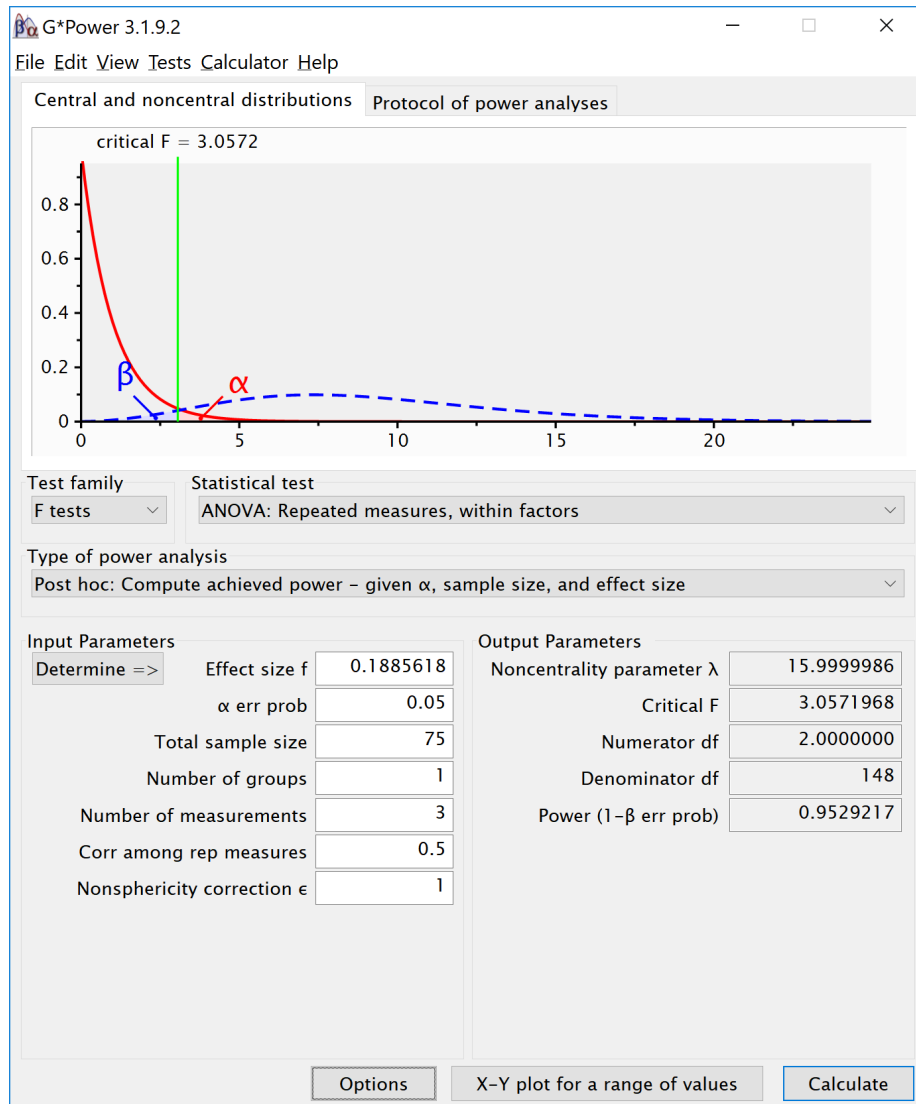 βα G*Power 3.1.9.2
File Edit View Tests Calculator Help
Central and noncentral distributions Protocol of power analyses
critical F = 3.0572
0.8
0.6
0.4
0.2
0
β α
0 5 10 15 20
Test family Statistical test
F tests ANOVA: Repeated measures, within factors
Type of power analysis
Post hoc: Compute achieved power – given α, sample size, and effect size
Input Parameters Output Parameters
Determine => Effect size f 0.1885618 Noncentrality parameter λ 15.9999986
α err prob 0.05 Critical F 3.0571968
Total sample size 75 Numerator df 2.0000000
Number of groups 1 Denominator df 148
Number of measurements 3 Power (1-β err prob) 0.9529217
Corr among rep measures 0.5
Nonsphericity correction ϵ 1
Options X-Y plot for a range of values Calculate